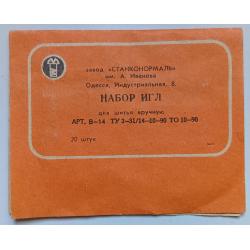 завод «СТАНКОНОРМАЛЬ»
им. А. Иванова
Одесса, Индустриальная, 8.
НАБОР ИГЛ
для шитья вручную
АРТ. В—14 ТУ 2—31/14—10—90 ТО 10—90
20 штук